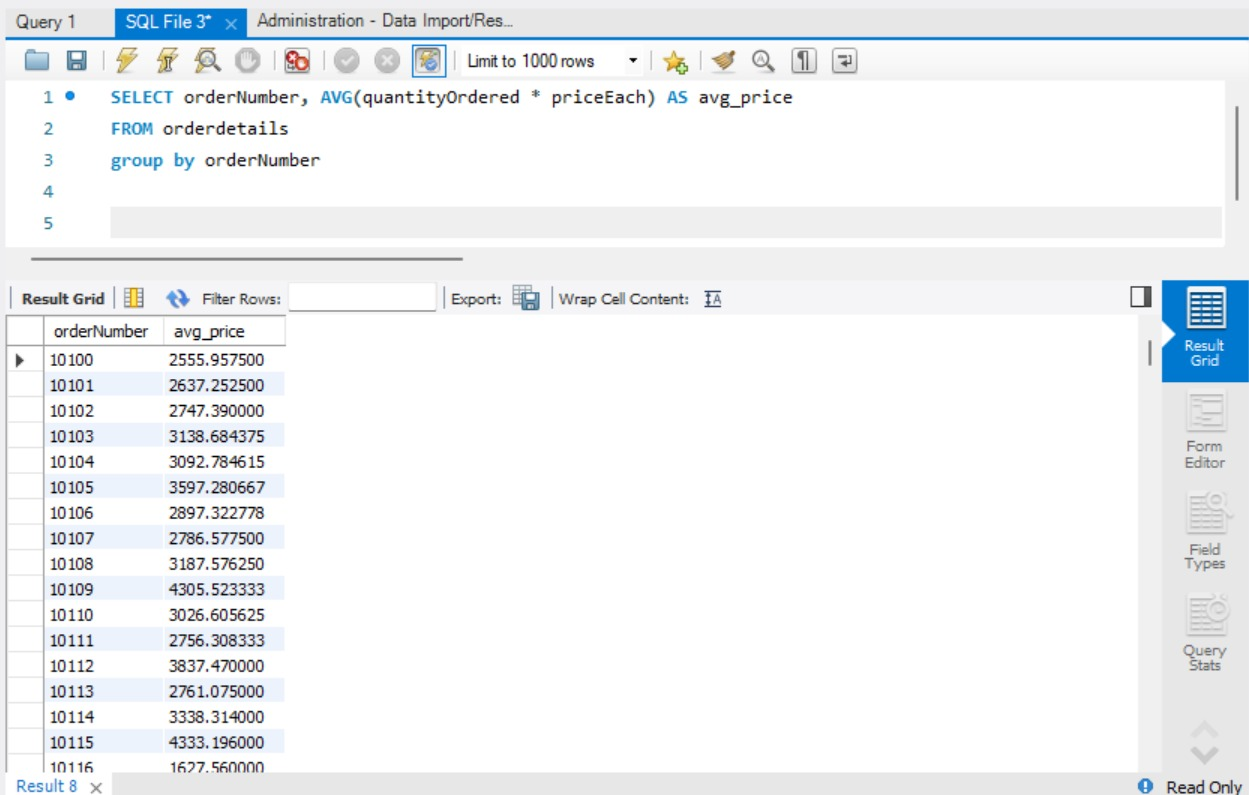 Query 1 SQL File 3* × Administration - Data Import/Res...
Limit to 1000 rows
1 SELECT orderNumber, AVG(quantityOrdered * priceEach) AS avg_price
2 FROM orderdetails
3 group by orderNumber
4
5
Result Grid Filter Rows: Export: Wrap Cell Content: IA
orderNumber avg_price
10100 2555.957500
10101 2637.252500
10102 2747.390000
10103 3138.684375
10104 3092.784615
10105 3597.280667
10106 2897.322778
10107 2786.577500
10108 3187.576250
10109 4305.523333
10110 3026.605625
10111 2756.308333
10112 3837.470000
10113 2761.075000
10114 3338.314000
10115 4333.196000
10116 1627.560000
Result
Grid
Form
Editor
Field
Types
Query
Stats
Result 8 × Read Only